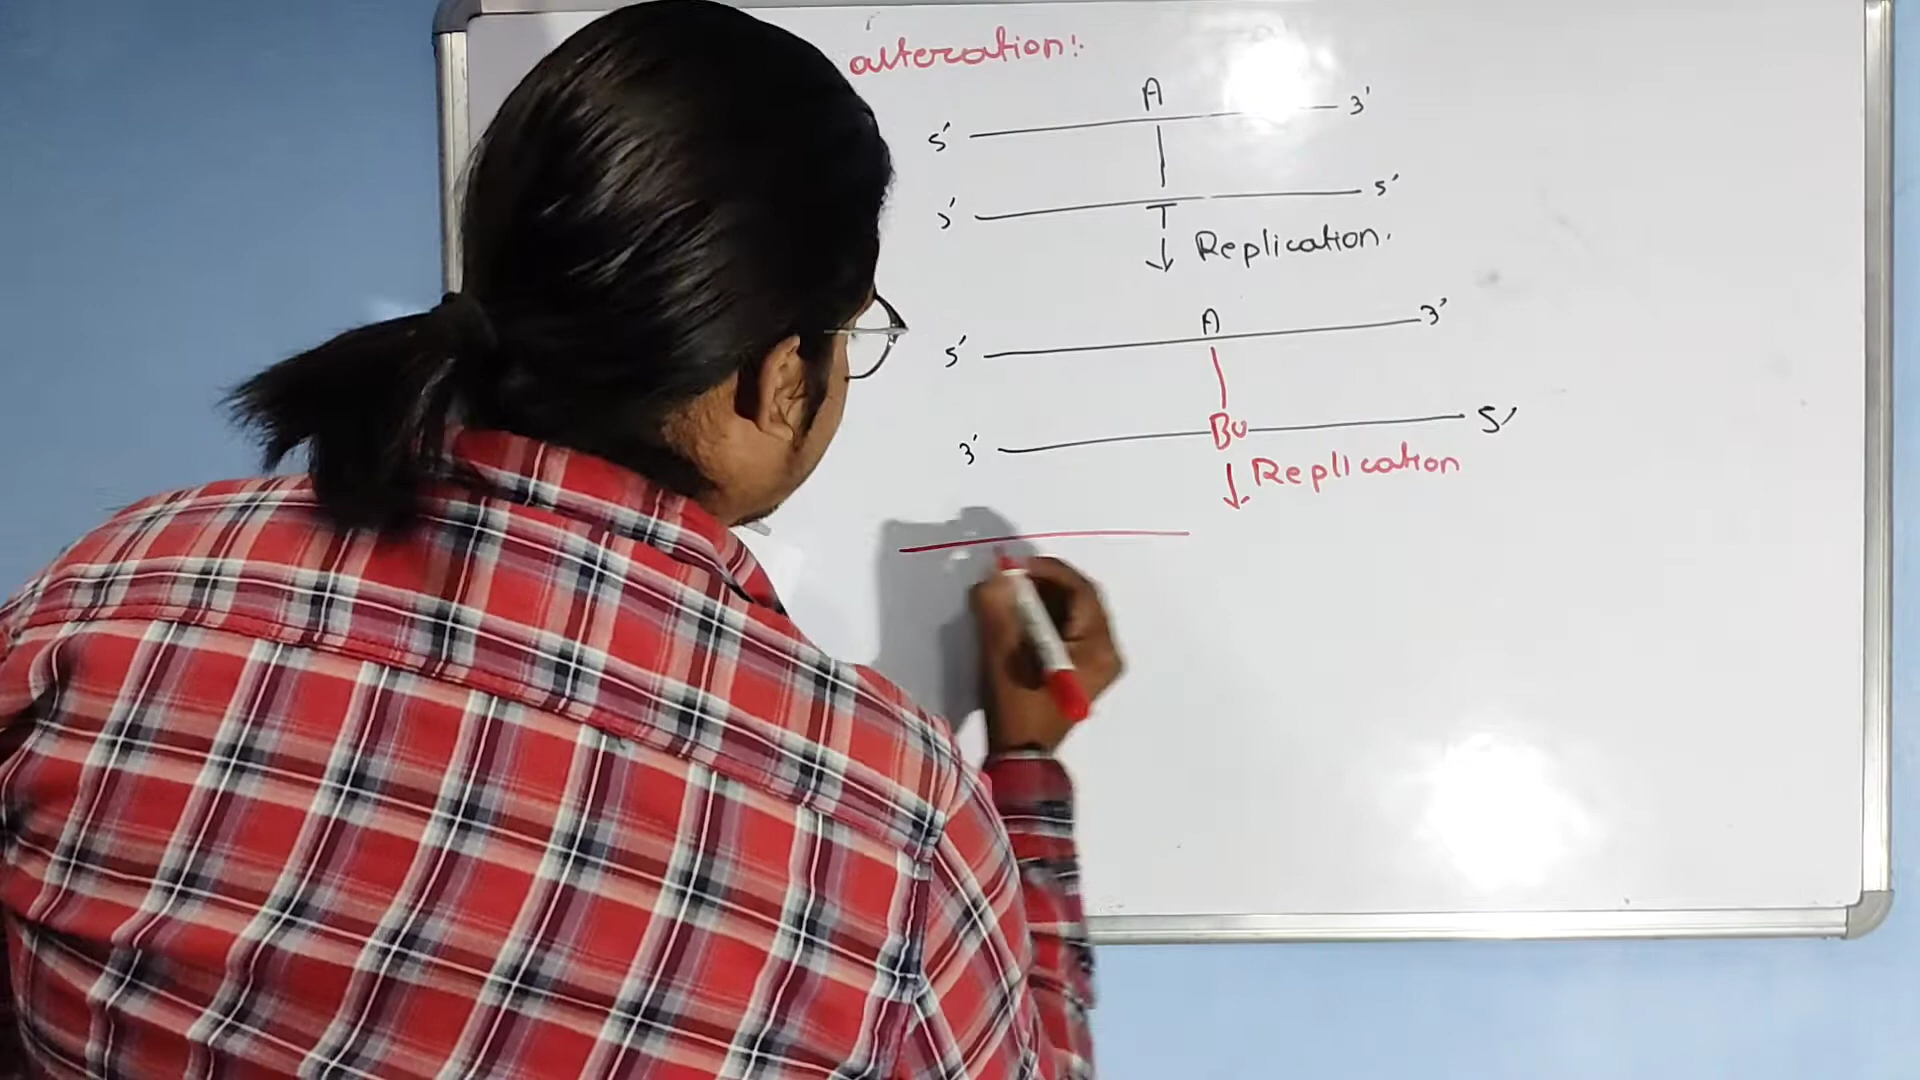 alteration:
A
5' 3'
3' 5'
T
↓ Replication.
A
5' 3'
3' BU 5'
↓ Replication